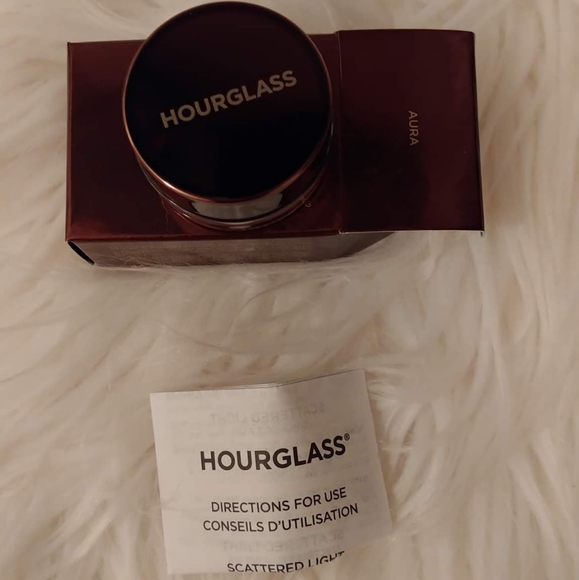 HOURGLASS
AURA
HOURGLASS®
DIRECTIONS FOR USE
CONSEILS D'UTILISATION
SCATTERED LIGHT